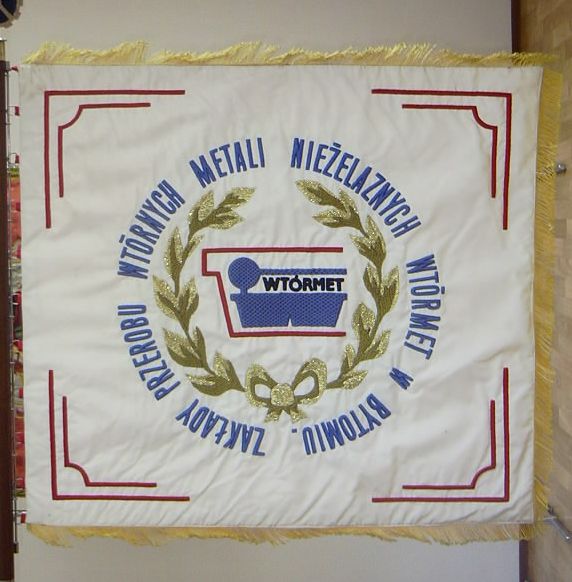 ZAKŁADY PRZEROBU WTÓRNYCH METALI NIEŻELAZNYCH WTÓRMET W BYTOMIU.
WTÓRMET